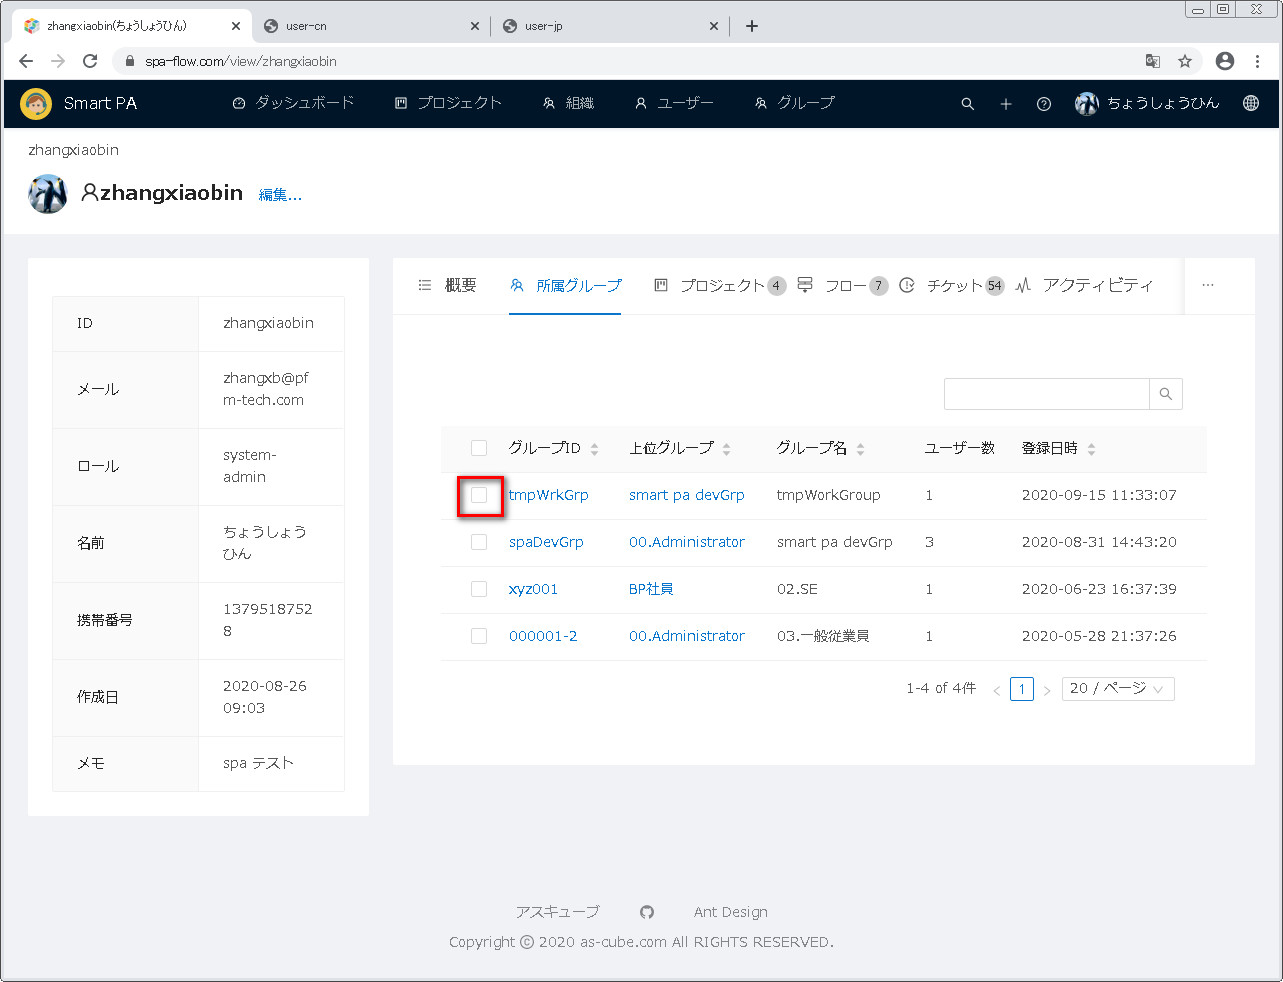 zhangxiaobin(ちょうしょうひん)
user-cn
user-jp
spa-flow.com/view/zhangxiaobin
Smart PA
ダッシュボード
プロジェクト
組織
ユーザー
グループ
ちょうしょうひん
zhangxiaobin
zhangxiaobin 編集...
ID zhangxiaobin
メール zhangxb@pf
m-tech.com
ロール system-
admin
名前 ちょうしょう
ひん
携帯番号 1379518752
8
作成日 2020-08-26
09:03
メモ spa テスト
概要 所属グループ プロジェクト 4 フロー 7 チケット 54 アクティビティ ...
グループID 上位グループ グループ名 ユーザー数 登録日時
tmpWrkGrp smart pa devGrp tmpWorkGroup 1 2020-09-15 11:33:07
spaDevGrp 00.Administrator smart pa devGrp 3 2020-08-31 14:43:20
xyz001 BP社員 02.SE 1 2020-06-23 16:37:39
000001-2 00.Administrator 03.一般従業員 1 2020-05-28 21:37:26
1-4 of 4件 < 1 > 20 / ページ
アスキューブ Ant Design
Copyright © 2020 as-cube.com All RIGHTS RESERVED.